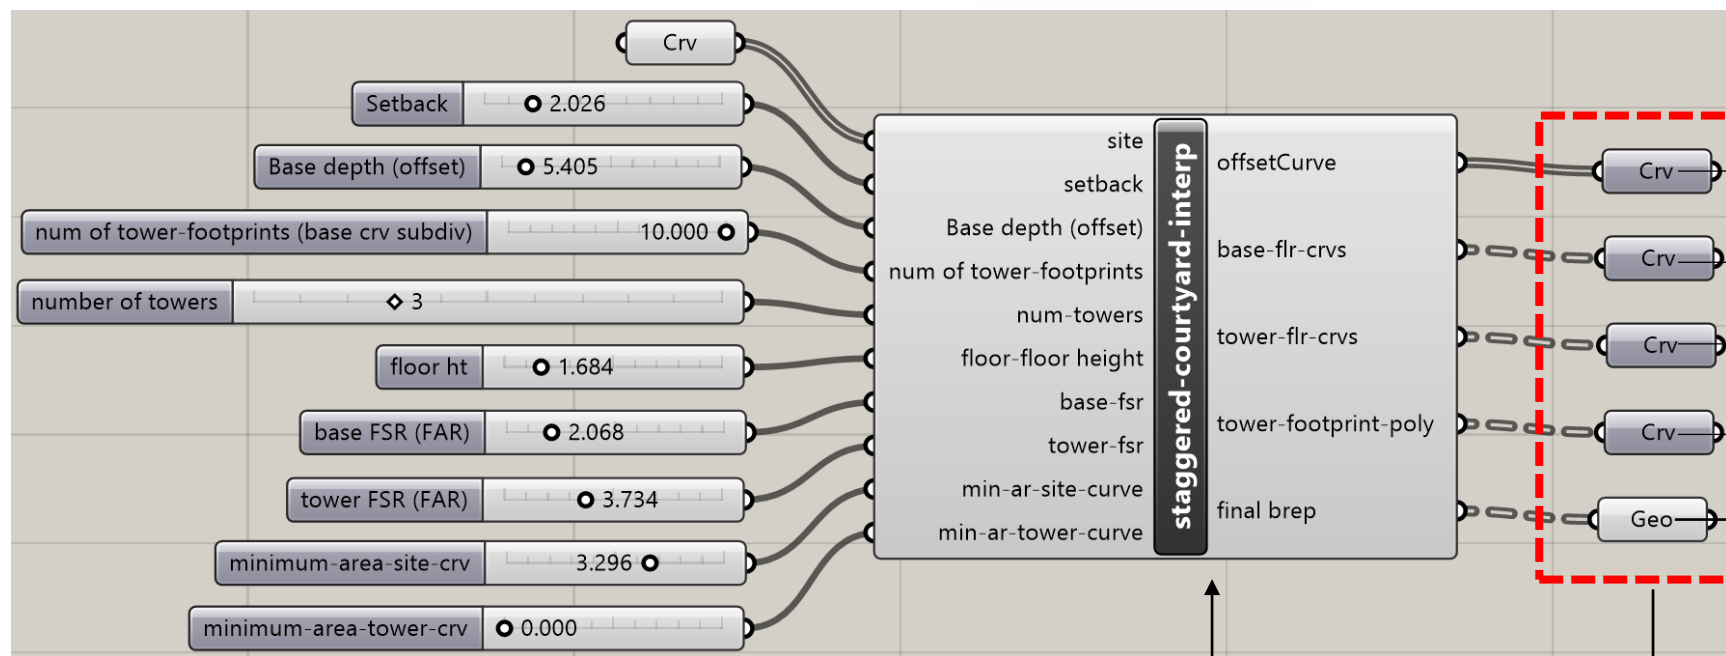 Crv
Setback 2.026
Base depth (offset) 5.405
num of tower-footprints (base crv subdiv) 10.000
number of towers 3
floor ht 1.684
base FSR (FAR) 2.068
tower FSR (FAR) 3.734
minimum-area-site-crv 3.296
minimum-area-tower-crv 0.000
site
setback
Base depth (offset)
num of tower-footprints
num-towers
floor-floor height
base-fsr
tower-fsr
min-ar-site-curve
min-ar-tower-curve
staggered-courtyard-interp
offsetCurve
base-flr-crvs
tower-flr-crvs
tower-footprint-poly
final brep
Crv
Crv
Crv
Crv
Geo